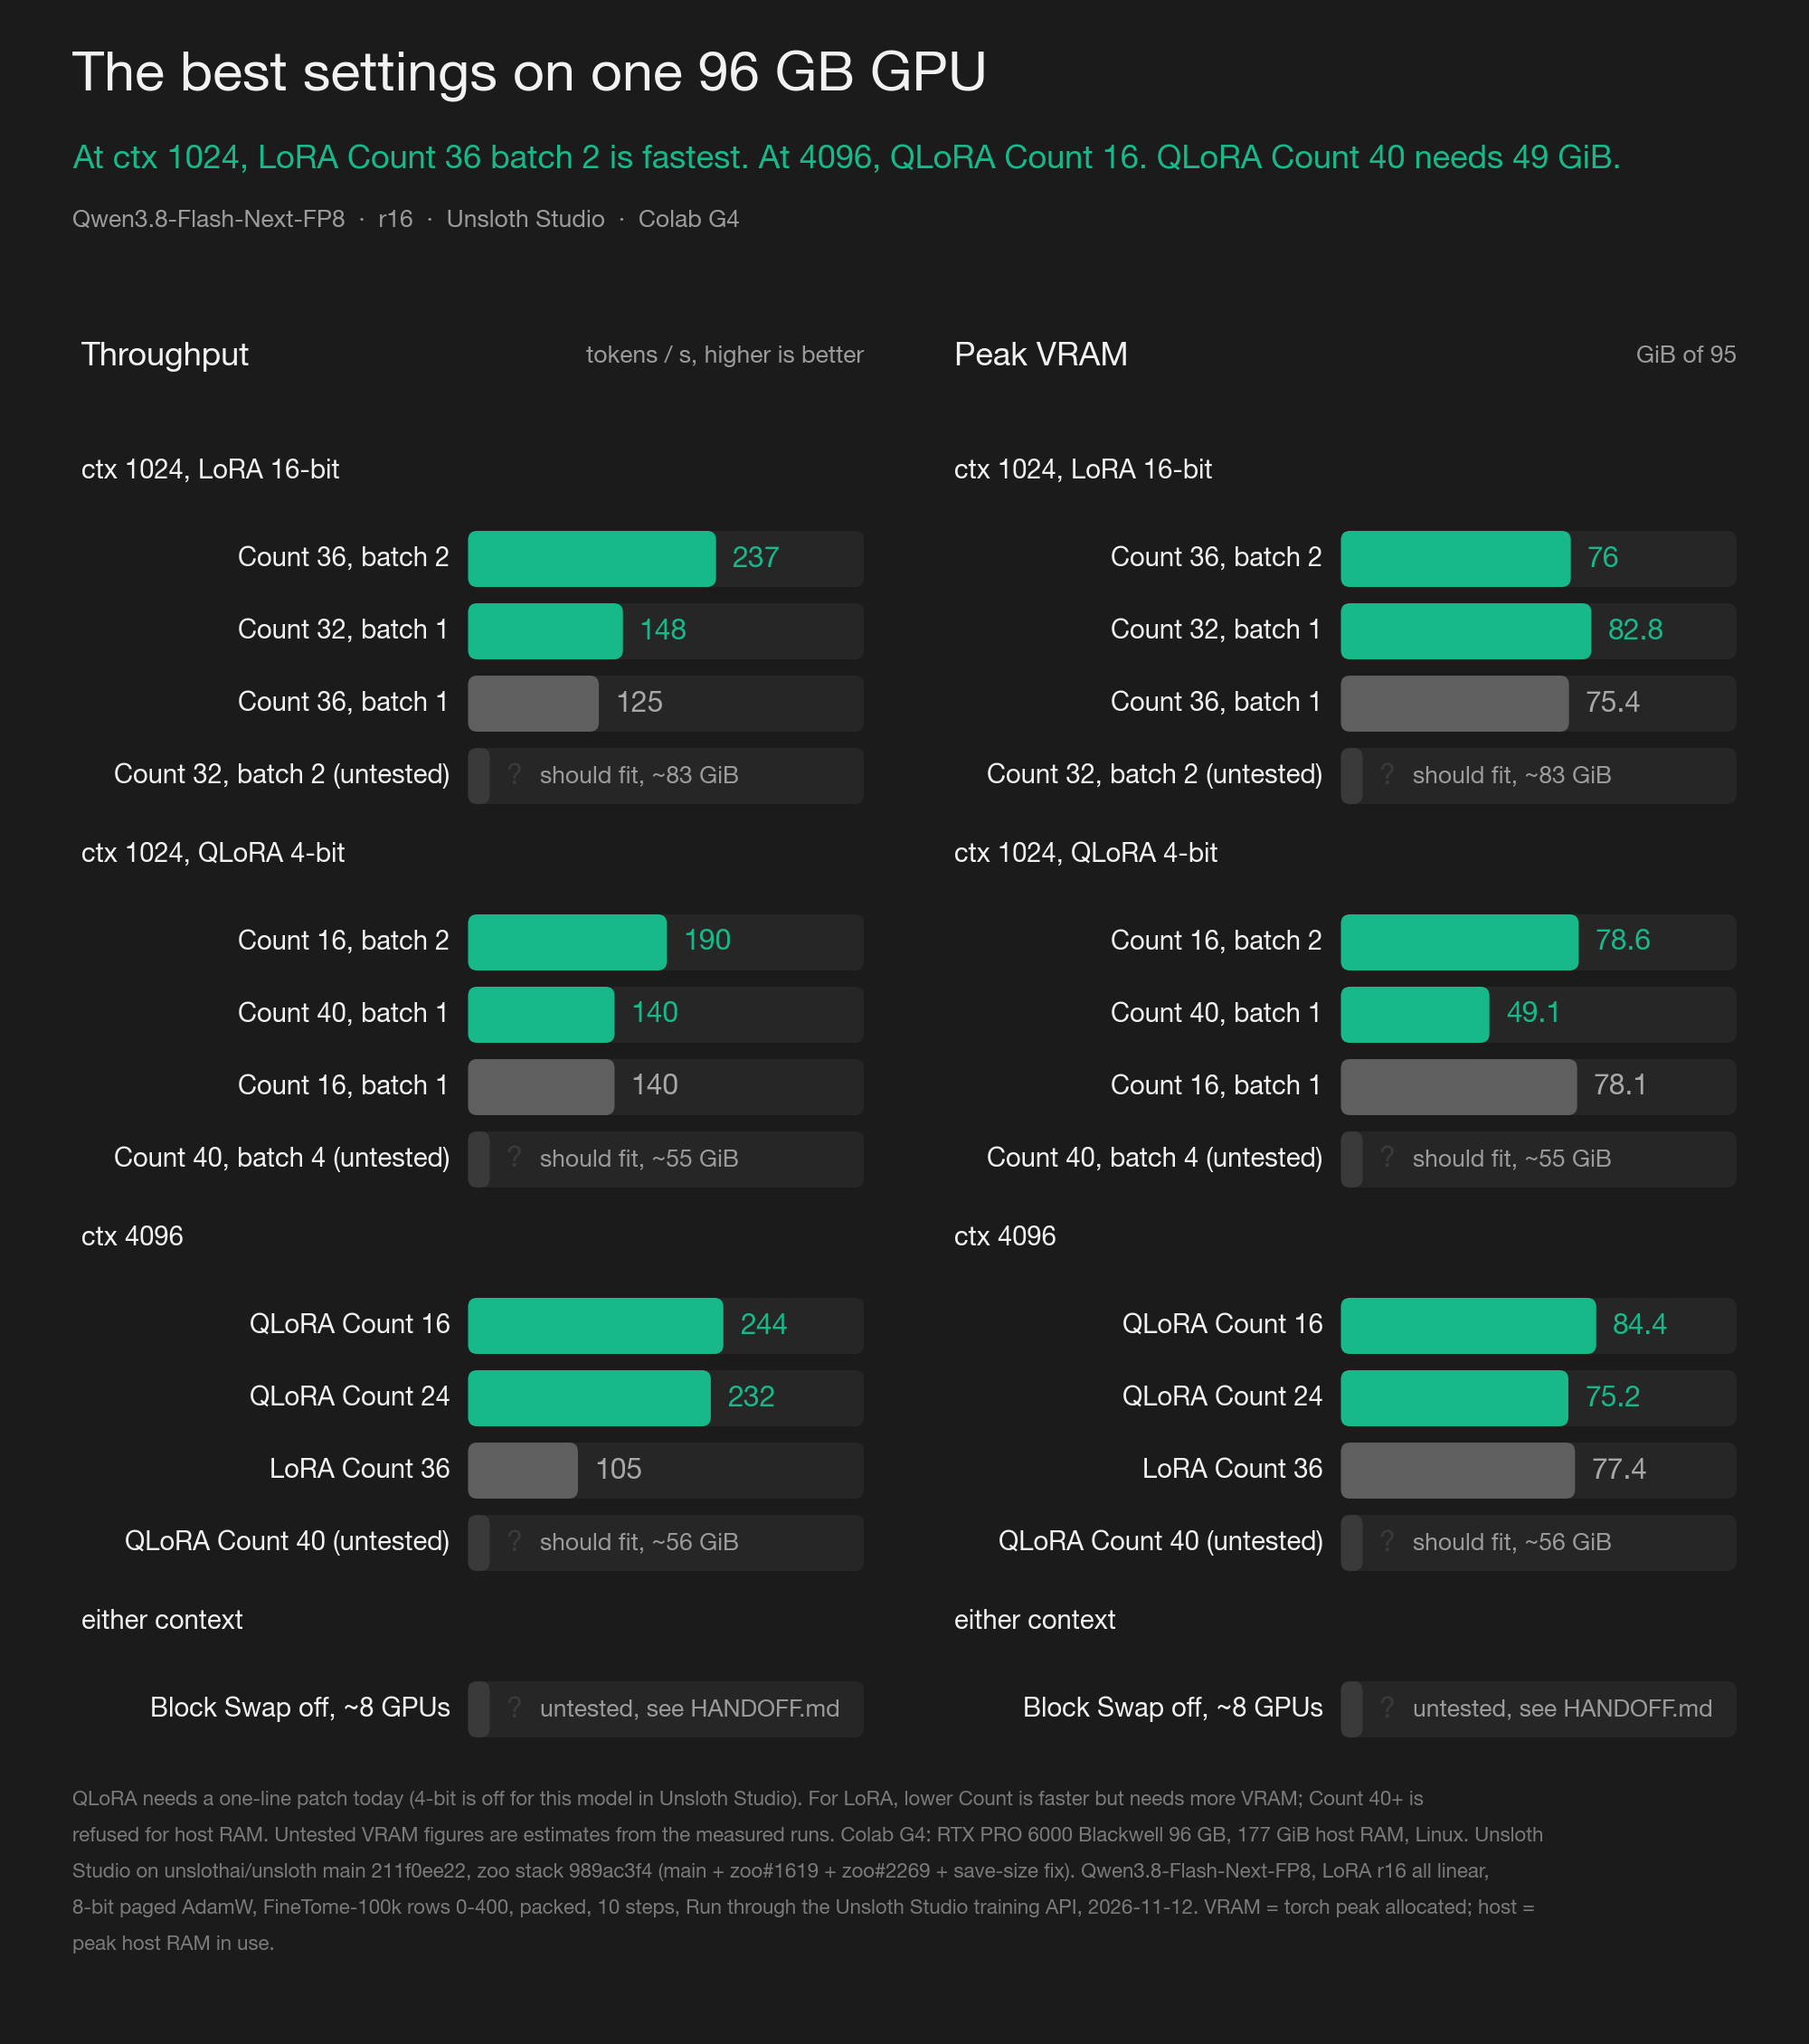 The best settings on one 96 GB GPU
At ctx 1024, LoRA Count 36 batch 2 is fastest. At 4096, QLoRA Count 16. QLoRA Count 40 needs 49 GiB.
Qwen3.8-Flash-Next-FP8 · r16 · Unsloth Studio · Colab G4
Throughput
tokens / s, higher is better
ctx 1024, LoRA 16-bit
Count 36, batch 2 237
Count 32, batch 1 148
Count 36, batch 1 125
Count 32, batch 2 (untested) ? should fit, ~83 GiB
ctx 1024, QLoRA 4-bit
Count 16, batch 2 190
Count 40, batch 1 140
Count 16, batch 1 140
Count 40, batch 4 (untested) ? should fit, ~55 GiB
ctx 4096
QLoRA Count 16 244
QLoRA Count 24 232
LoRA Count 36 105
QLoRA Count 40 (untested) ? should fit, ~56 GiB
either context
Block Swap off, ~8 GPUs ? untested, see HANDOFF.md
Peak VRAM
GiB of 95
ctx 1024, LoRA 16-bit
Count 36, batch 2 76
Count 32, batch 1 82.8
Count 36, batch 1 75.4
Count 32, batch 2 (untested) ? should fit, ~83 GiB
ctx 1024, QLoRA 4-bit
Count 16, batch 2 78.6
Count 40, batch 1 49.1
Count 16, batch 1 78.1
Count 40, batch 4 (untested) ? should fit, ~55 GiB
ctx 4096
QLoRA Count 16 84.4
QLoRA Count 24 75.2
LoRA Count 36 77.4
QLoRA Count 40 (untested) ? should fit, ~56 GiB
either context
Block Swap off, ~8 GPUs ? untested, see HANDOFF.md
QLoRA needs a one-line patch today (4-bit is off for this model in Unsloth Studio). For LoRA, lower Count is faster but needs more VRAM; Count 40+ is
refused for host RAM. Untested VRAM figures are estimates from the measured runs. Colab G4: RTX PRO 6000 Blackwell 96 GB, 177 GiB host RAM, Linux. Unsloth
Studio on unslothai/unsloth main 211f0ee22, zoo stack 989ac3f4 (main + zoo#1619 + zoo#2269 + save-size fix). Qwen3.8-Flash-Next-FP8, LoRA r16 all linear,
8-bit paged AdamW, FineTome-100k rows 0-400, packed, 10 steps, Run through the Unsloth Studio training API, 2026-11-12. VRAM = torch peak allocated; host =
peak host RAM in use.